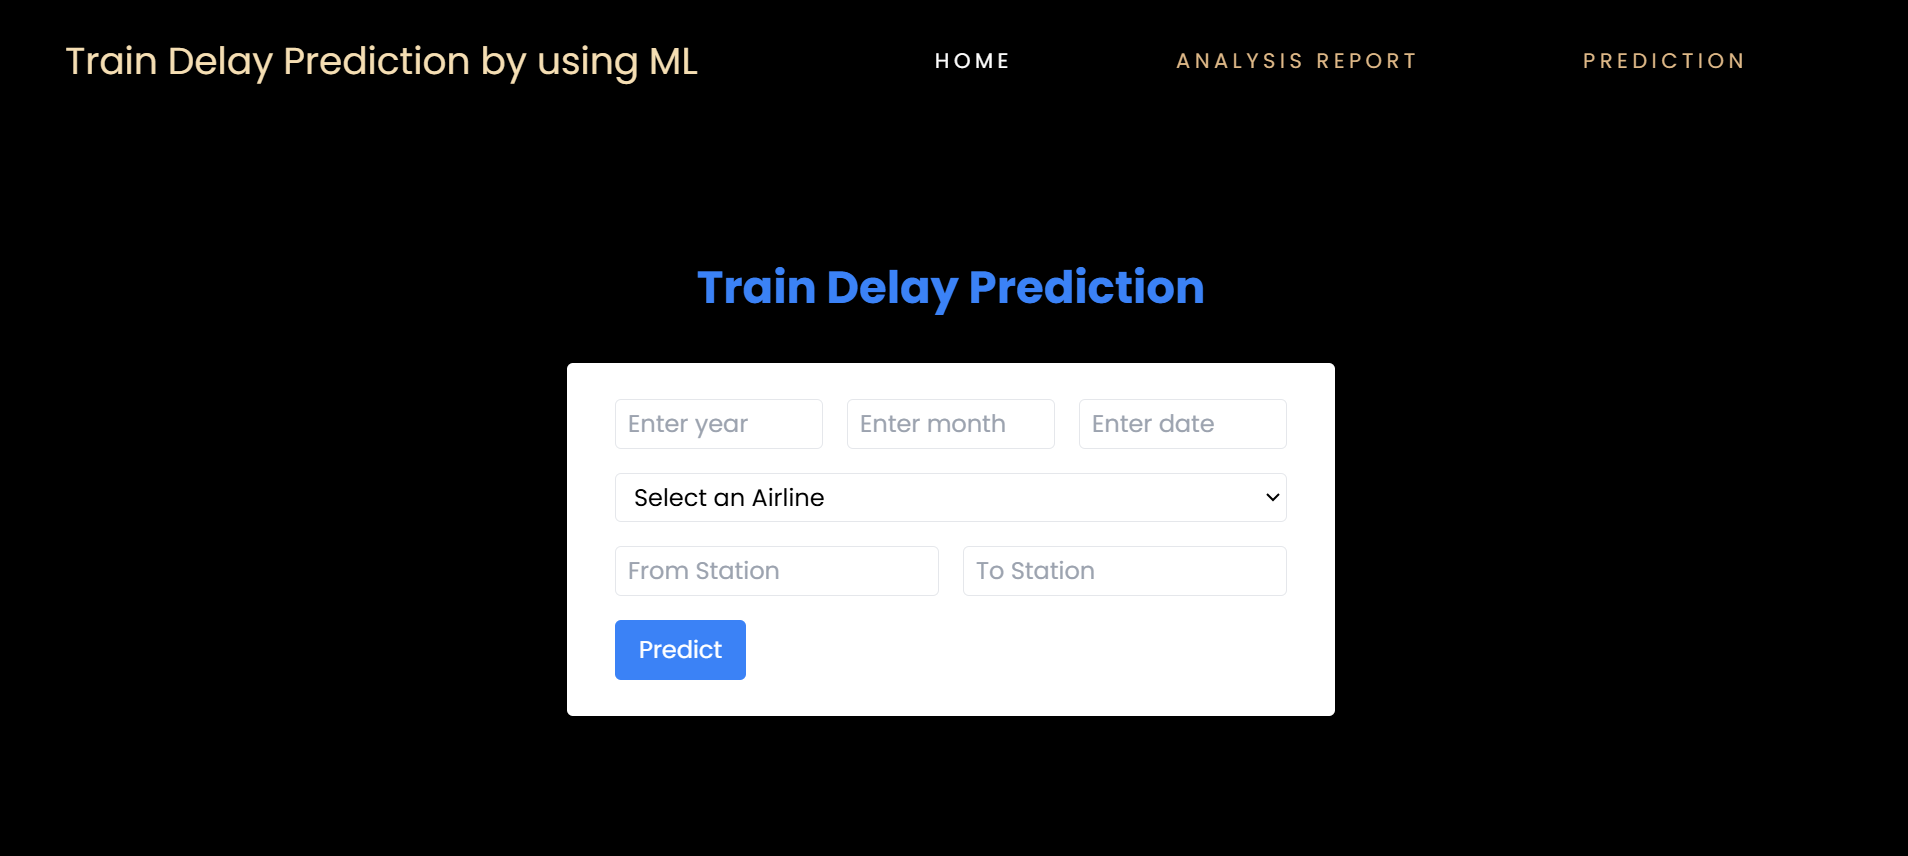 Train Delay Prediction by using ML HOME ANALYSIS REPORT PREDICTION
Train Delay Prediction
Enter year Enter month Enter date
Select an Airline
From Station To Station
Predict